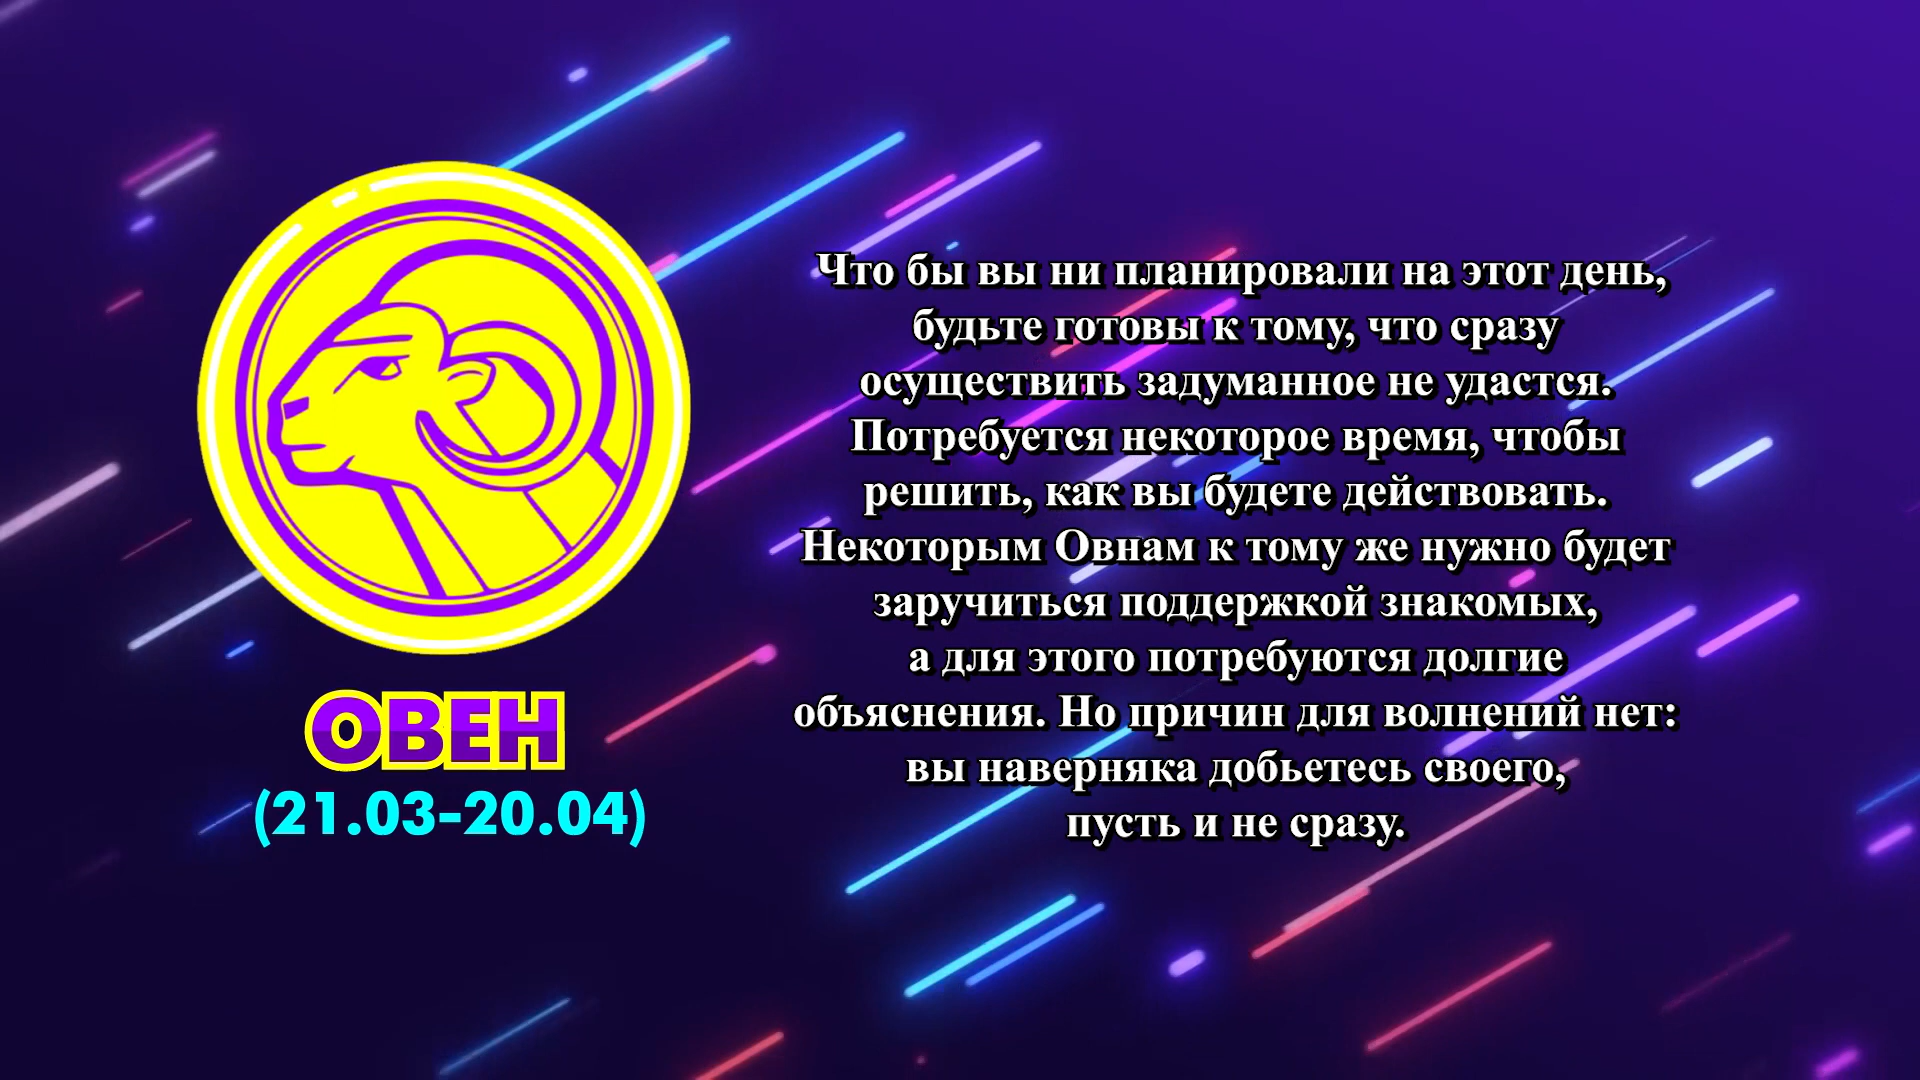 ОВЕН
(21.03-20.04)
Что бы вы ни планировали на этот день,
будьте готовы к тому, что сразу
осуществить задуманное не удастся.
Потребуется некоторое время, чтобы
решить, как вы будете действовать.
Некоторым Овнам к тому же нужно будет
заручиться поддержкой знакомых,
а для этого потребуются долгие
объяснения. Но причин для волнений нет:
вы наверняка добьетесь своего,
пусть и не сразу.